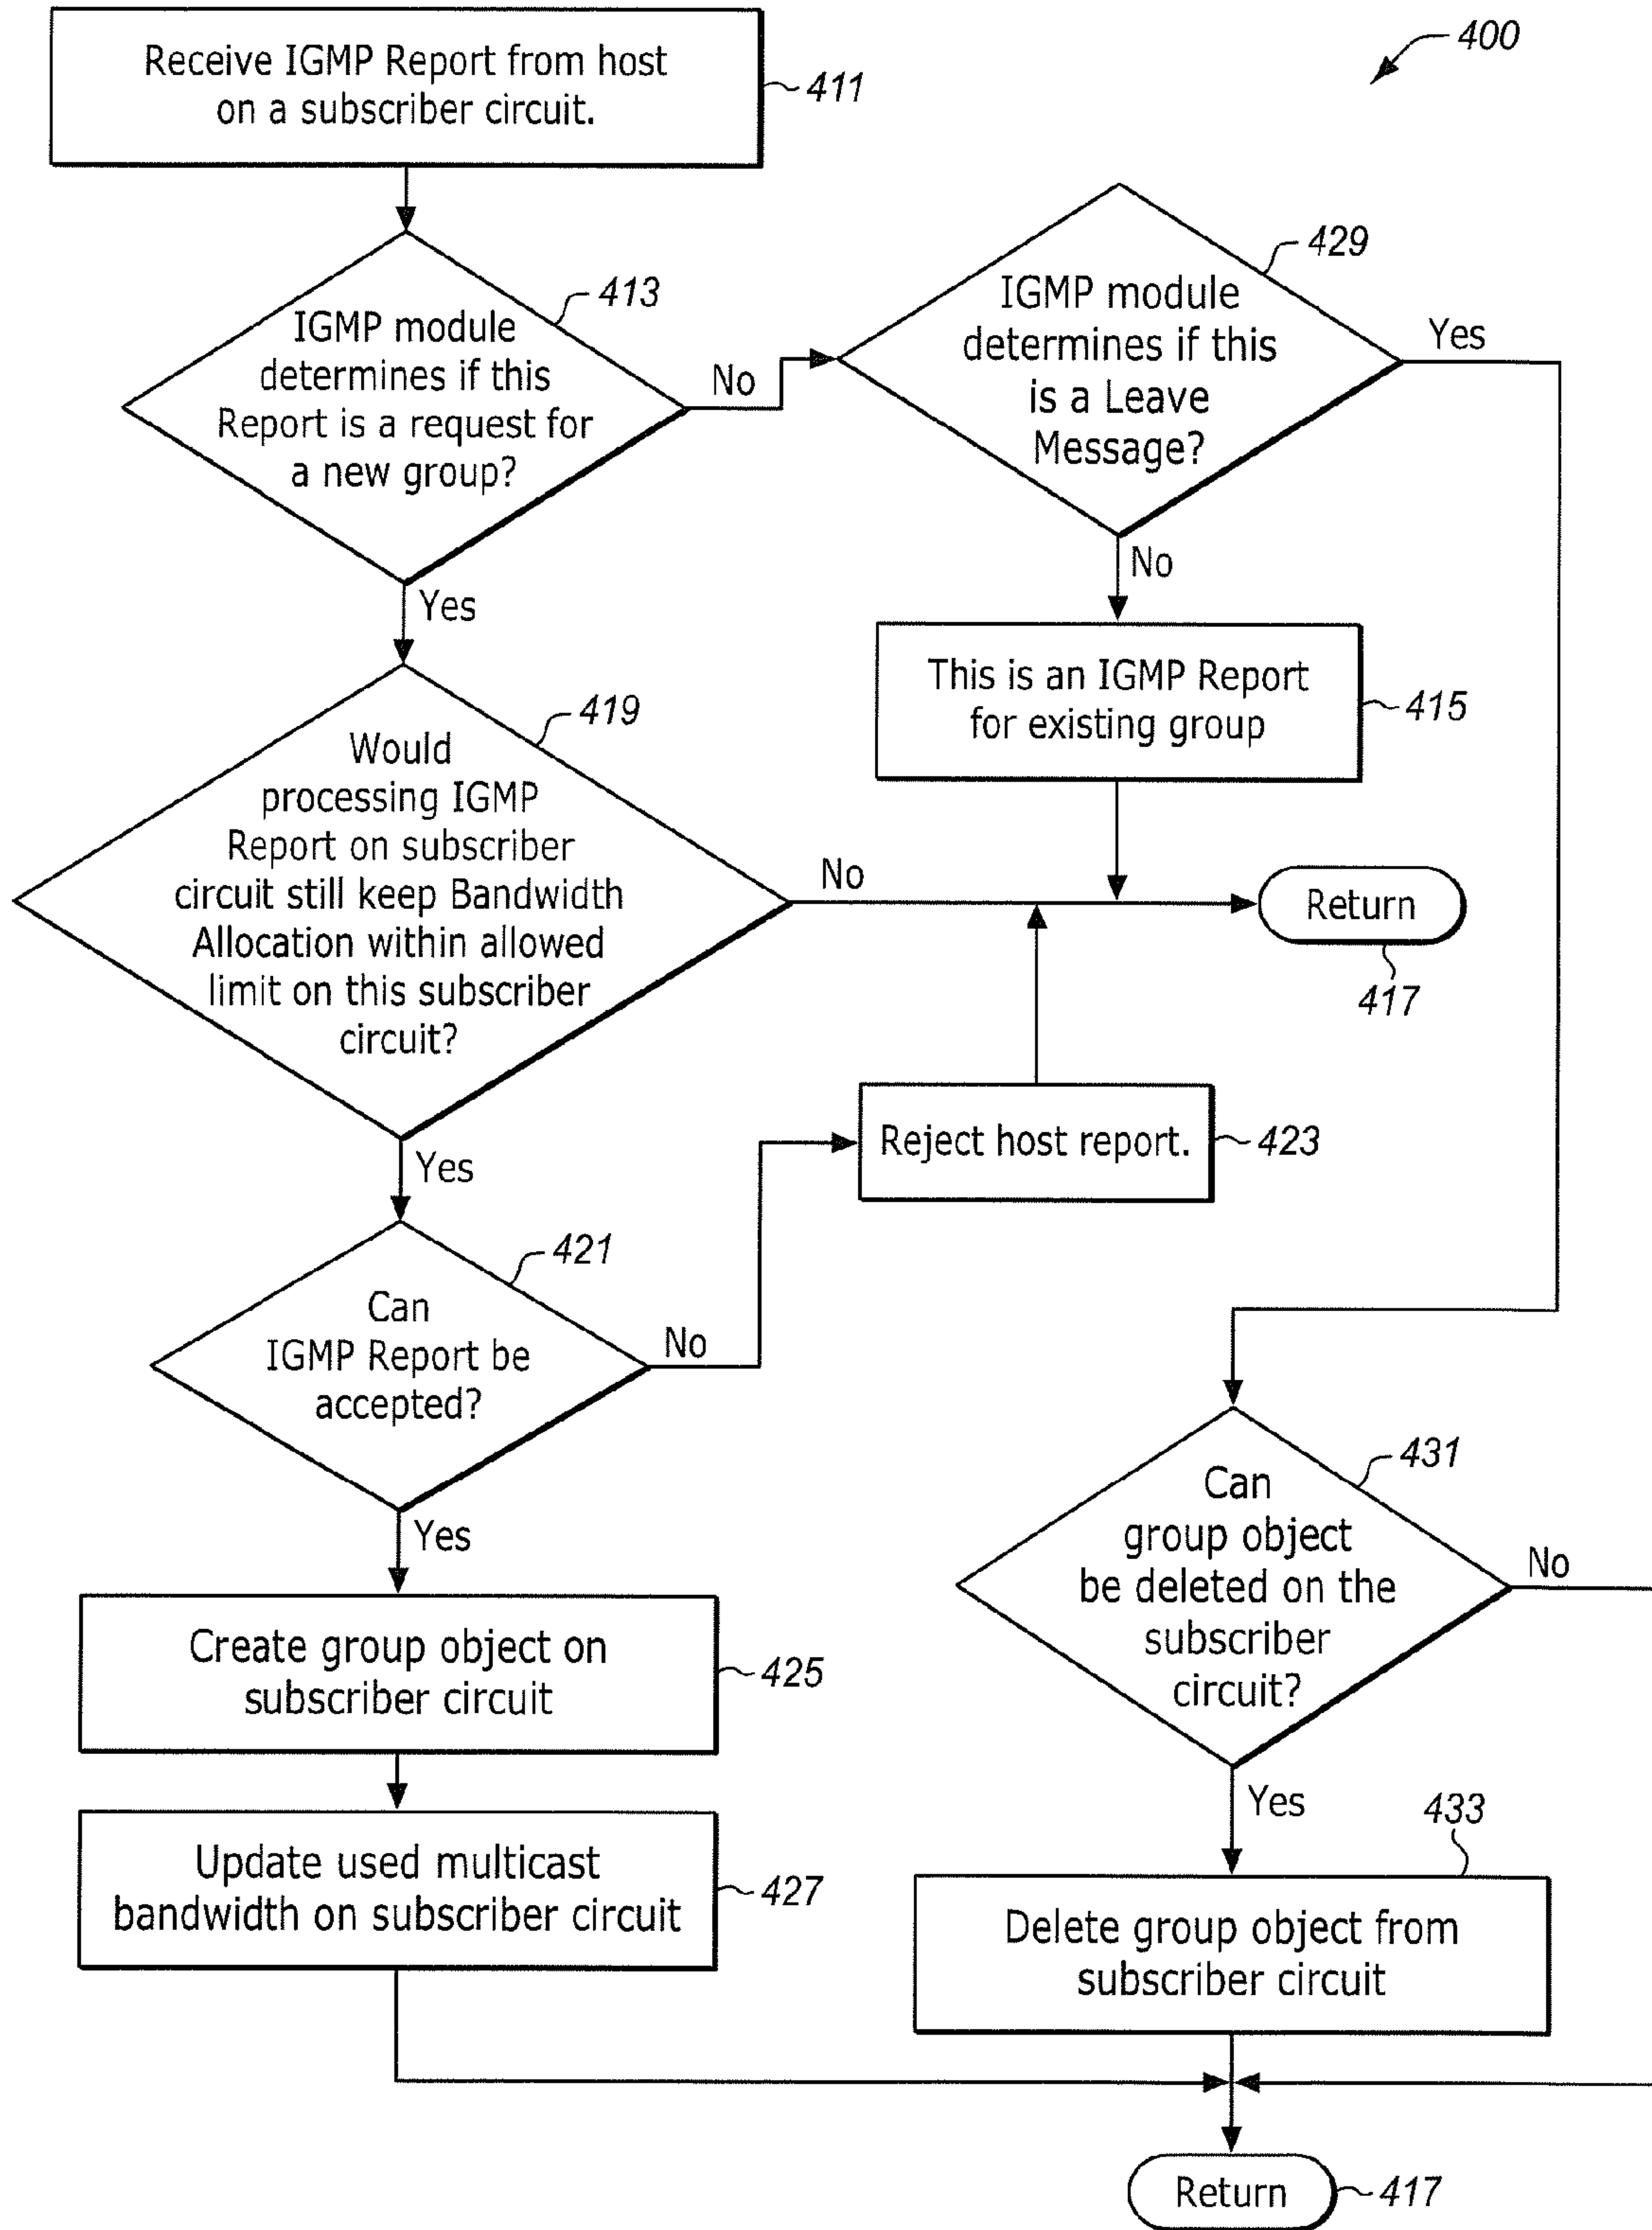 400
Receive IGMP Report from host
on a subscriber circuit.
411
IGMP module
determines if this
Report is a request for
a new group?
413
No
Yes
IGMP module
determines if this
is a Leave
Message?
429
Yes
No
This is an IGMP Report
for existing group
415
Would
processing IGMP
Report on subscriber
circuit still keep Bandwidth
Allocation within allowed
limit on this subscriber
circuit?
419
No
Yes
Return
417
Reject host report.
423
Can
IGMP Report be
accepted?
421
No
Yes
Can
group object
be deleted on the
subscriber
circuit?
431
No
Yes
Create group object on
subscriber circuit
425
Update used multicast
bandwidth on subscriber circuit
427
433
Delete group object from
subscriber circuit
Return
417